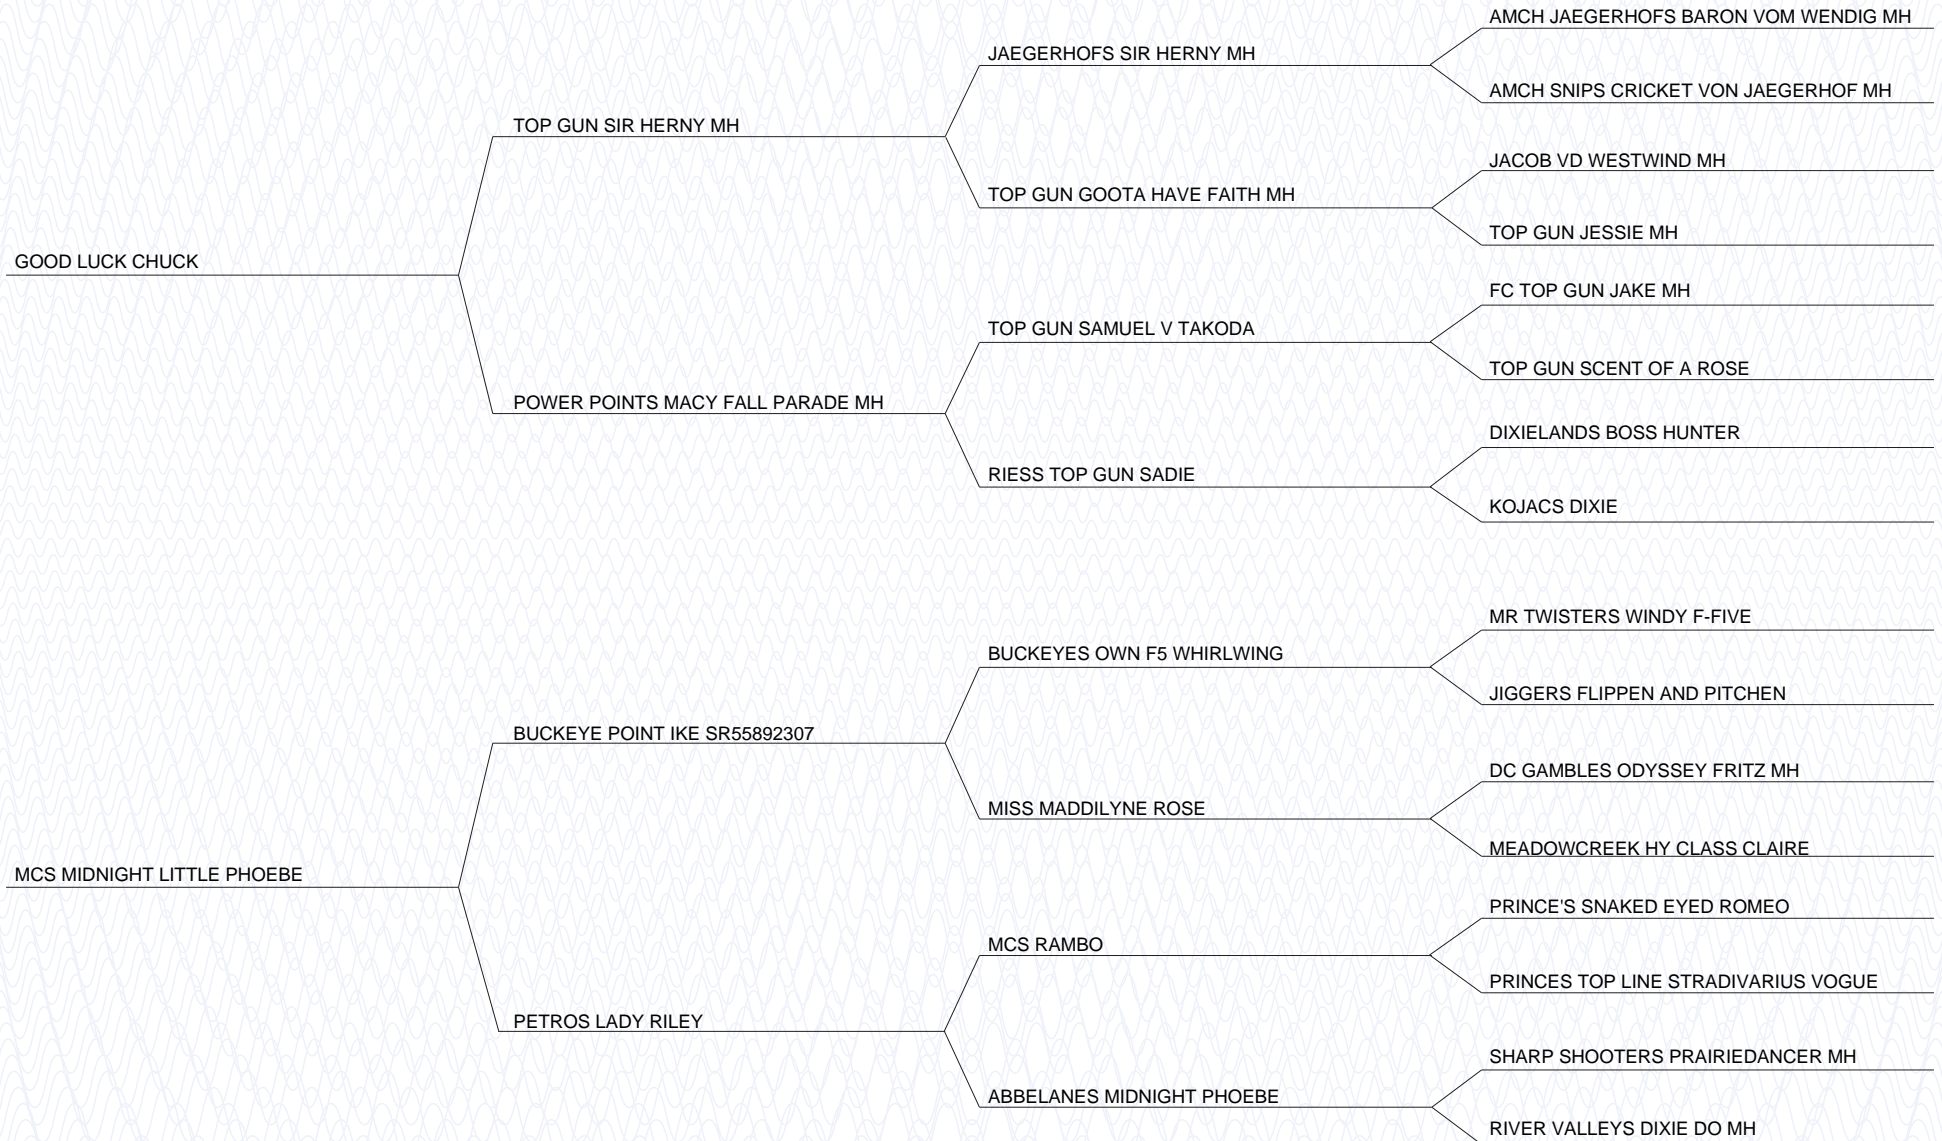 AMCH JAEGERHOFS BARON VOM WENDIG MH
JAEGERHOFS SIR HERNY MH
AMCH SNIPS CRICKET VON JAEGERHOF MH
TOP GUN SIR HERNY MH
JACOB VD WESTWIND MH
TOP GUN GOOTA HAVE FAITH MH
TOP GUN JESSIE MH
GOOD LUCK CHUCK
FC TOP GUN JAKE MH
TOP GUN SAMUEL V TAKODA
TOP GUN SCENT OF A ROSE
POWER POINTS MACY FALL PARADE MH
DIXIELANDS BOSS HUNTER
RIESS TOP GUN SADIE
KOJACS DIXIE
MR TWISTERS WINDY F-FIVE
BUCKEYES OWN F5 WHIRLWING
JIGGERS FLIPPEN AND PITCHEN
BUCKEYE POINT IKE SR55892307
DC GAMBLES ODYSSEY FRITZ MH
MISS MADDILYNE ROSE
MEADOWCREEK HY CLASS CLAIRE
MCS MIDNIGHT LITTLE PHOEBE
PRINCE'S SNAKED EYED ROMEO
MCS RAMBO
PRINCES TOP LINE STRADIVARIUS VOGUE
PETROS LADY RILEY
SHARP SHOOTERS PRAIRIEDANCER MH
ABBELANES MIDNIGHT PHOEBE
RIVER VALLEYS DIXIE DO MH